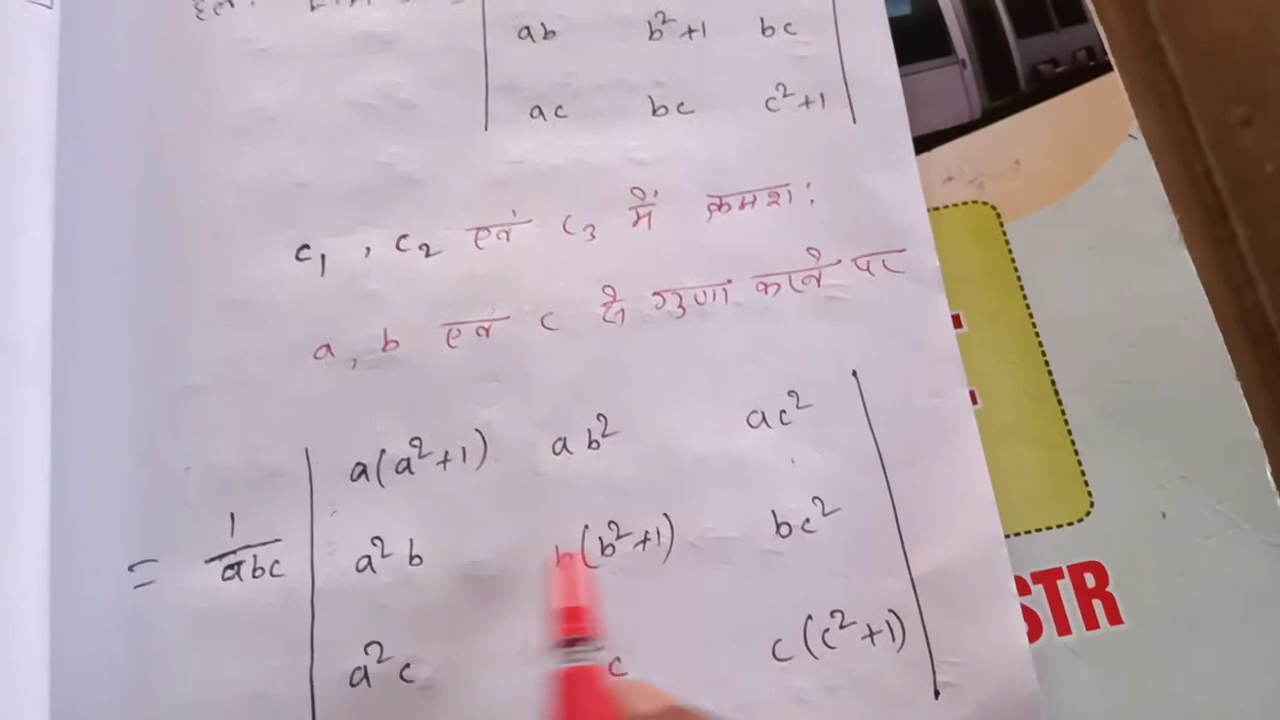 हल:
ab b²+1 bc
ac bc c²+1
c₁, c₂ एवं c₃ में क्रमश:
a, b एवं c से गुणा करने पर
a(a²+1) ab² ac²
= 1/abc a²b b(b²+1) bc²
a²c c c(c²+1)
STR